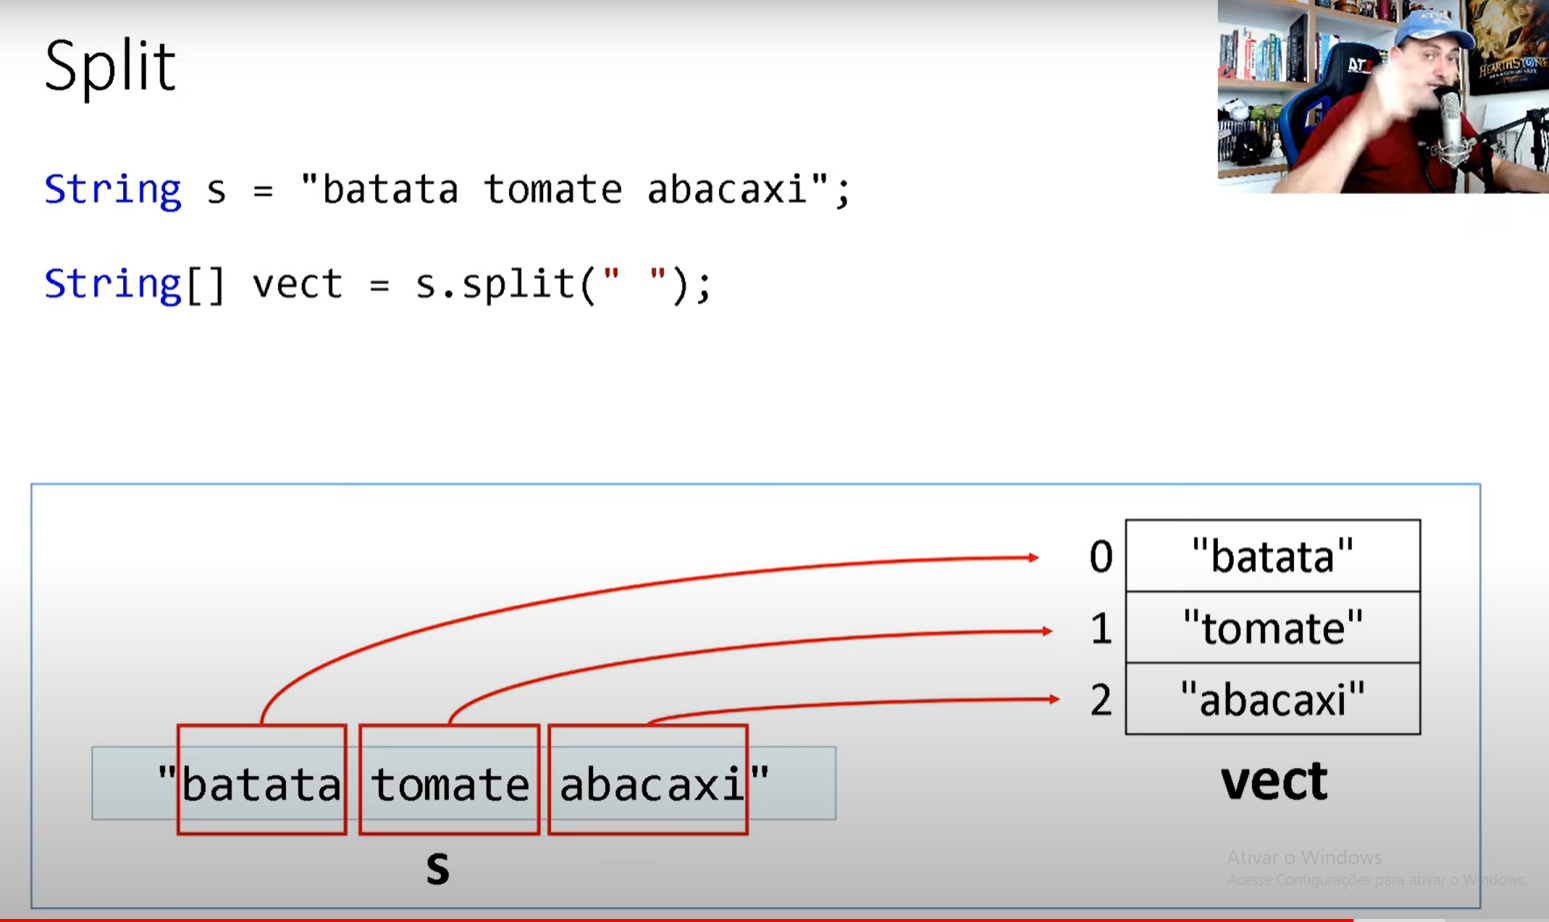 Split
String s = "batata tomate abacaxi";
String[] vect = s.split(" ");
0 "batata"
1 "tomate"
2 "abacaxi"
vect
"batata tomate abacaxi"
s
HEARTHSTONE
Ativar o Windows
Acesse Configurações para ativar o Windows.